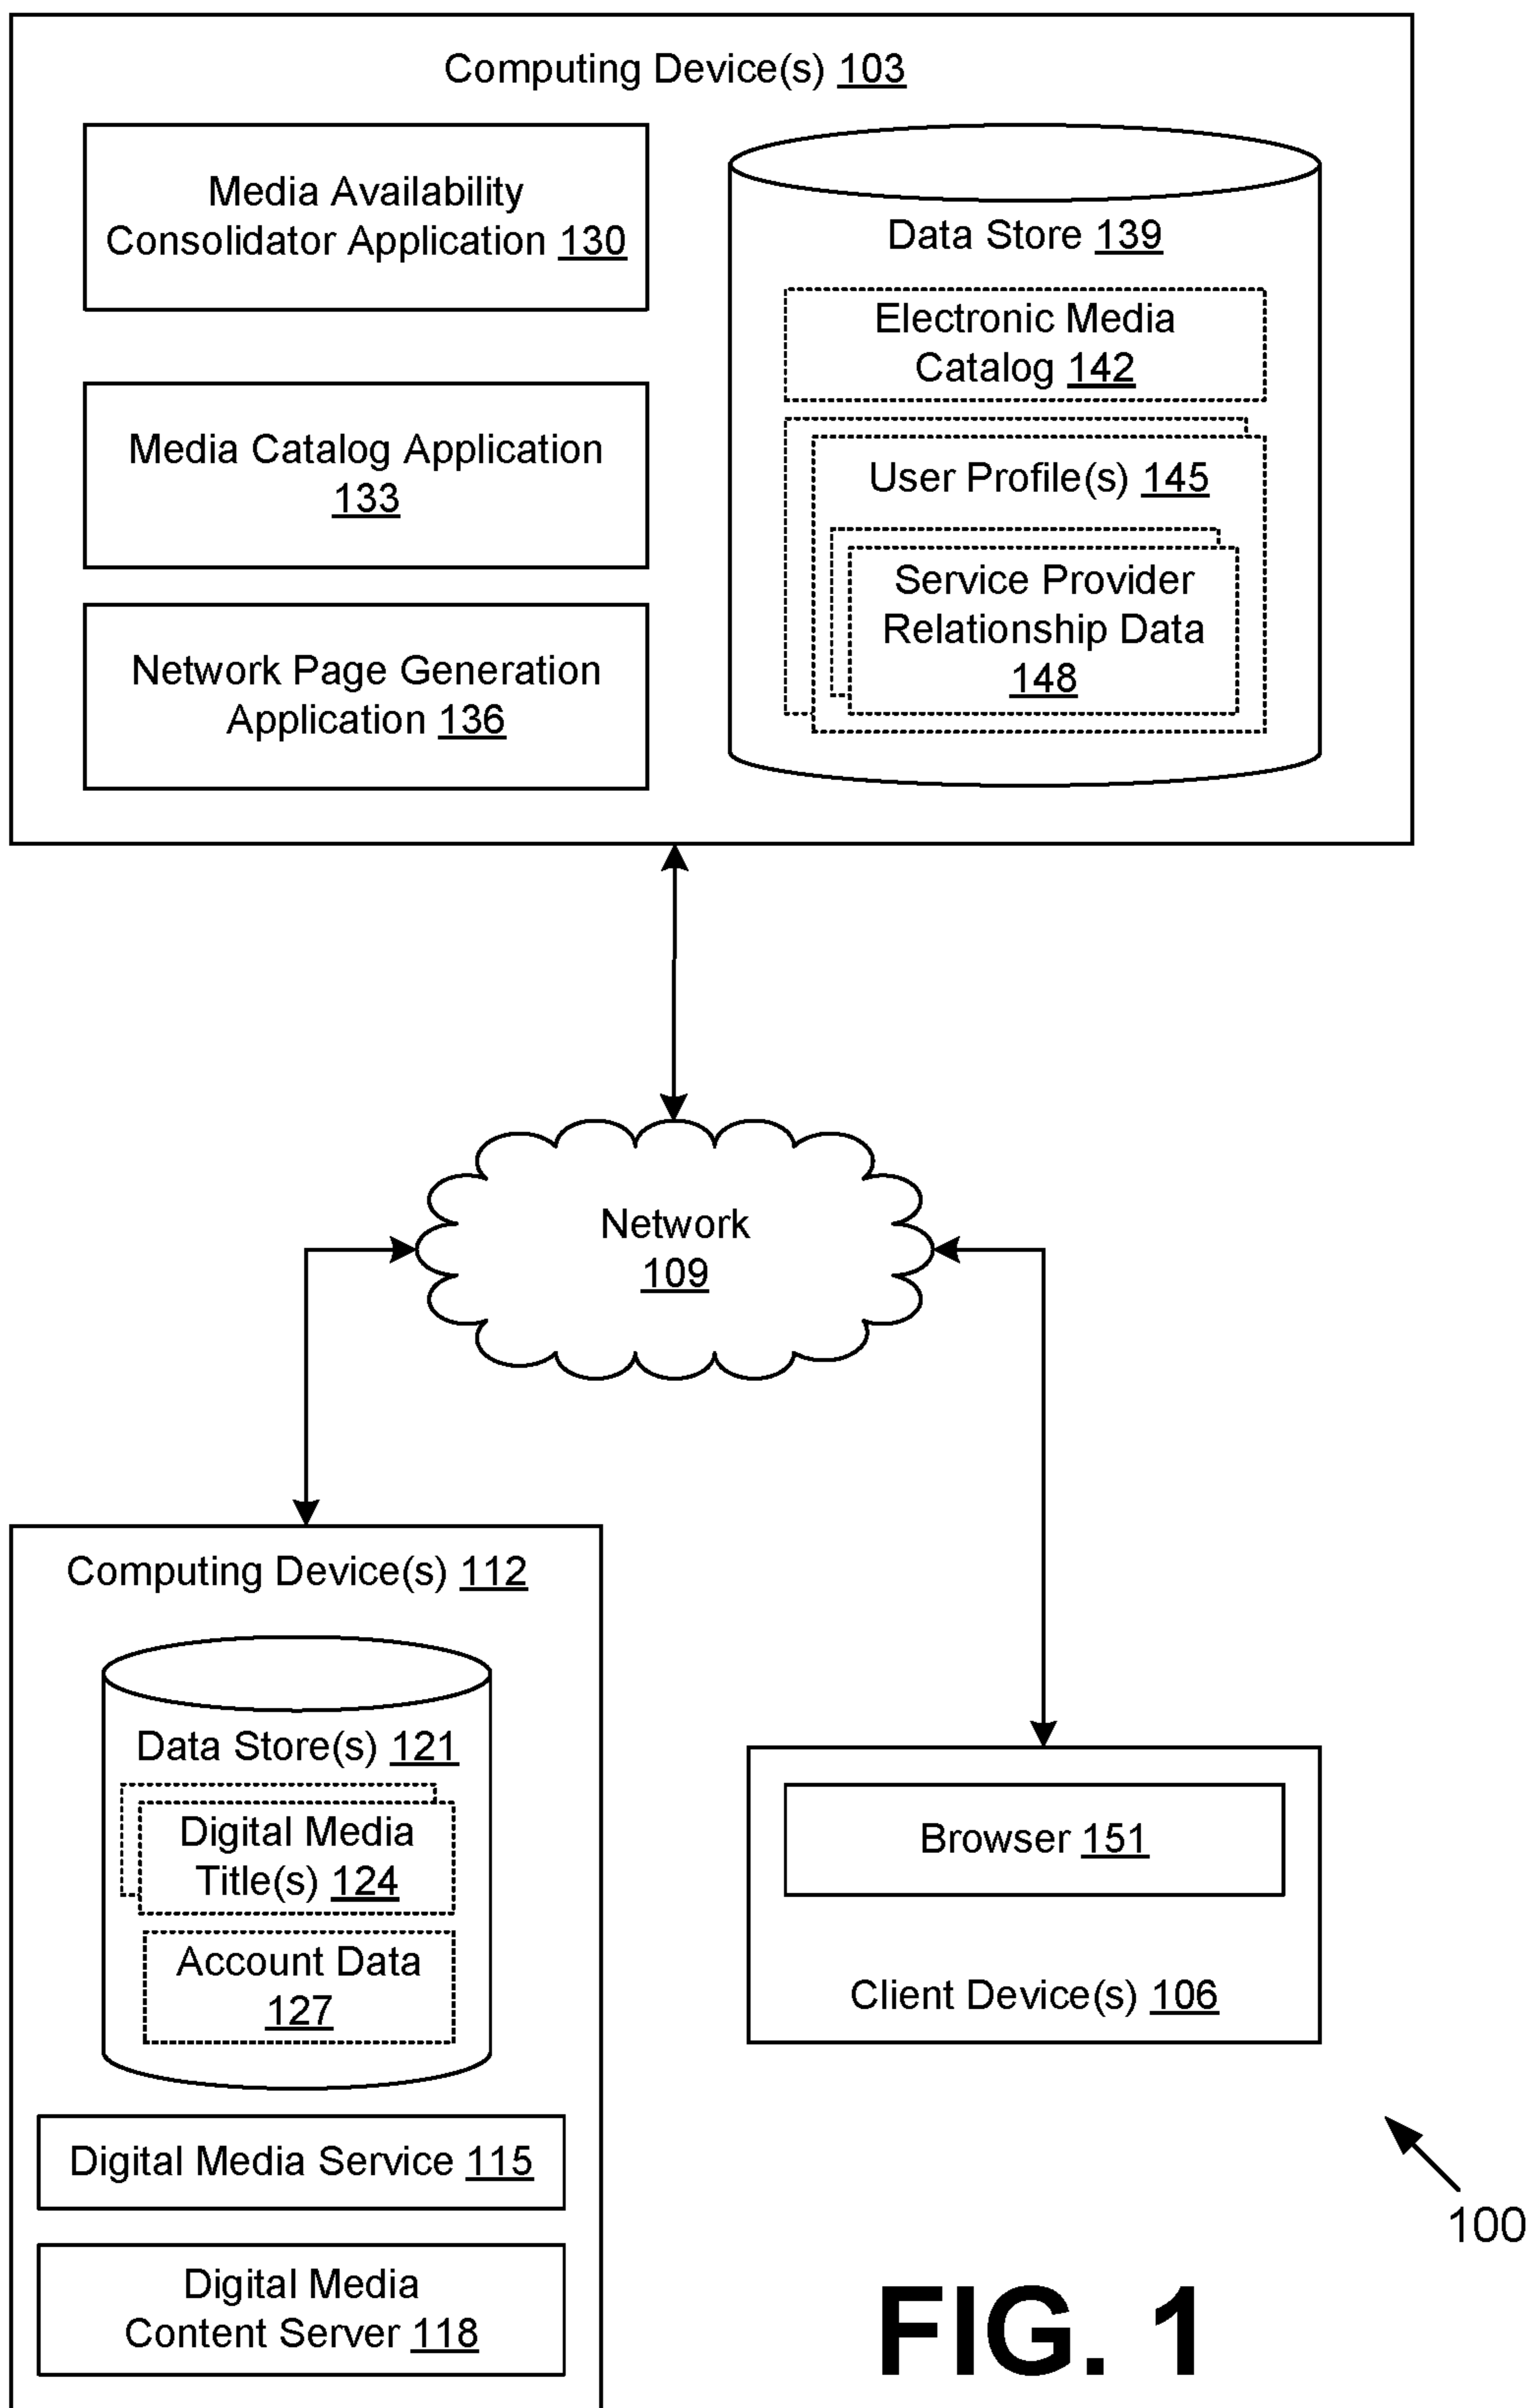 Computing Device(s) 103
Media Availability
Consolidator Application 130
Media Catalog Application
133
Network Page Generation
Application 136
Data Store 139
Electronic Media
Catalog 142
User Profile(s) 145
Service Provider
Relationship Data
148
Network
109
Computing Device(s) 112
Data Store(s) 121
Digital Media
Title(s) 124
Account Data
127
Digital Media Service 115
Digital Media
Content Server 118
Browser 151
Client Device(s) 106
100
FIG. 1